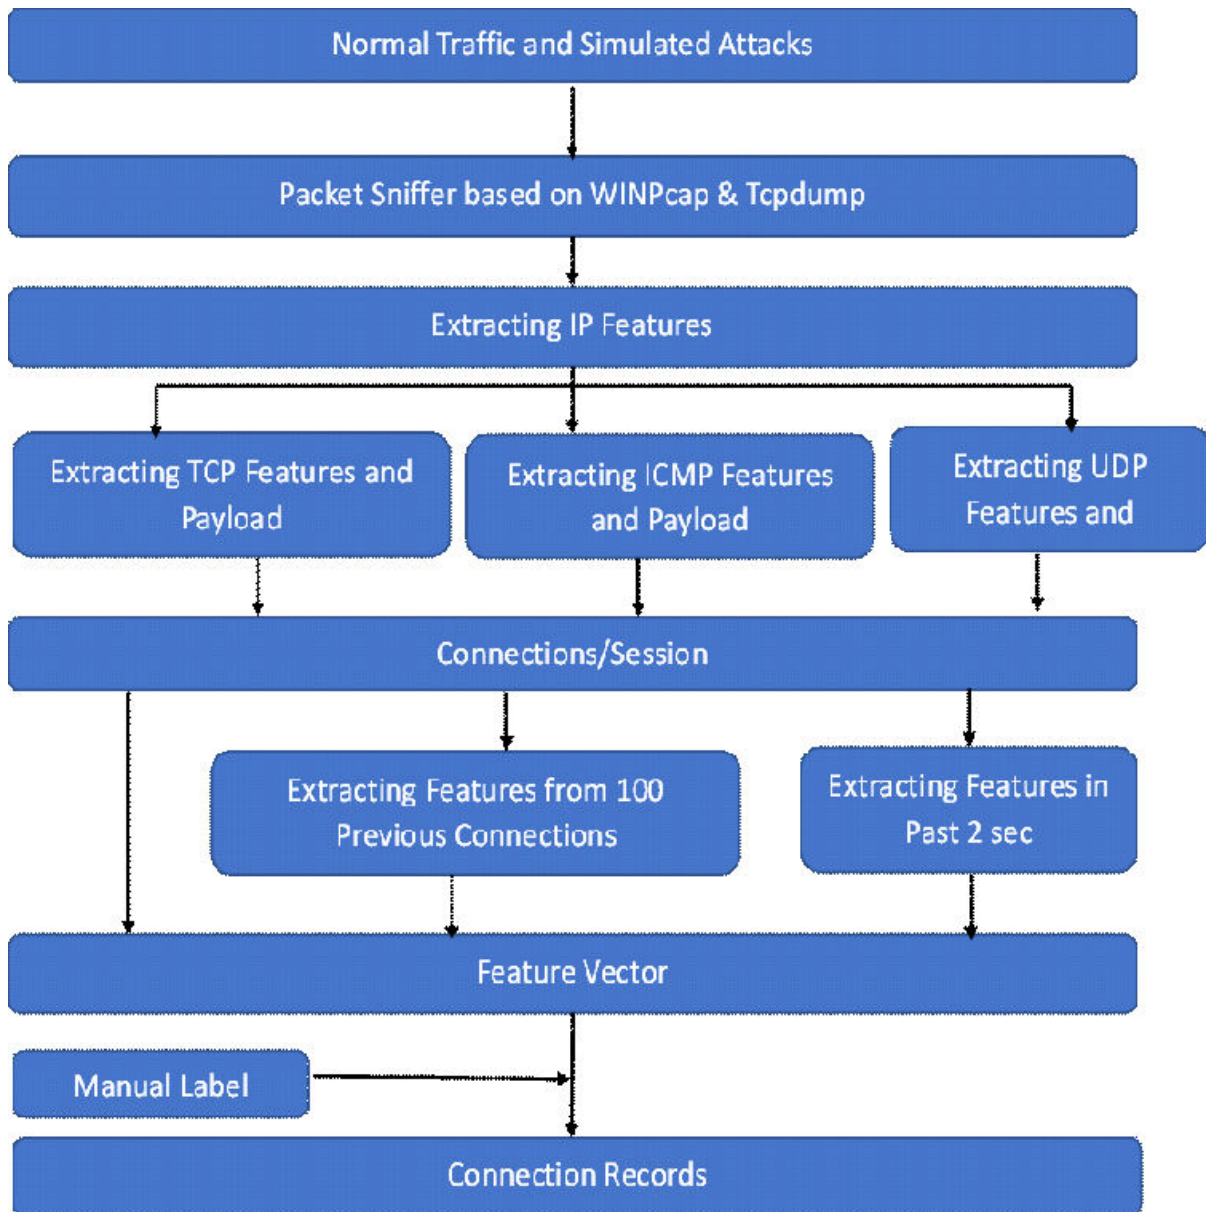 Normal Traffic and Simulated Attacks
Packet Sniffer based on WINPcap & Tcpdump
Extracting IP Features
Extracting TCP Features and
Payload
Extracting ICMP Features
and Payload
Extracting UDP
Features and
Connections/Session
Extracting Features from 100
Previous Connections
Extracting Features in
Past 2 sec
Feature Vector
Manual Label
Connection Records